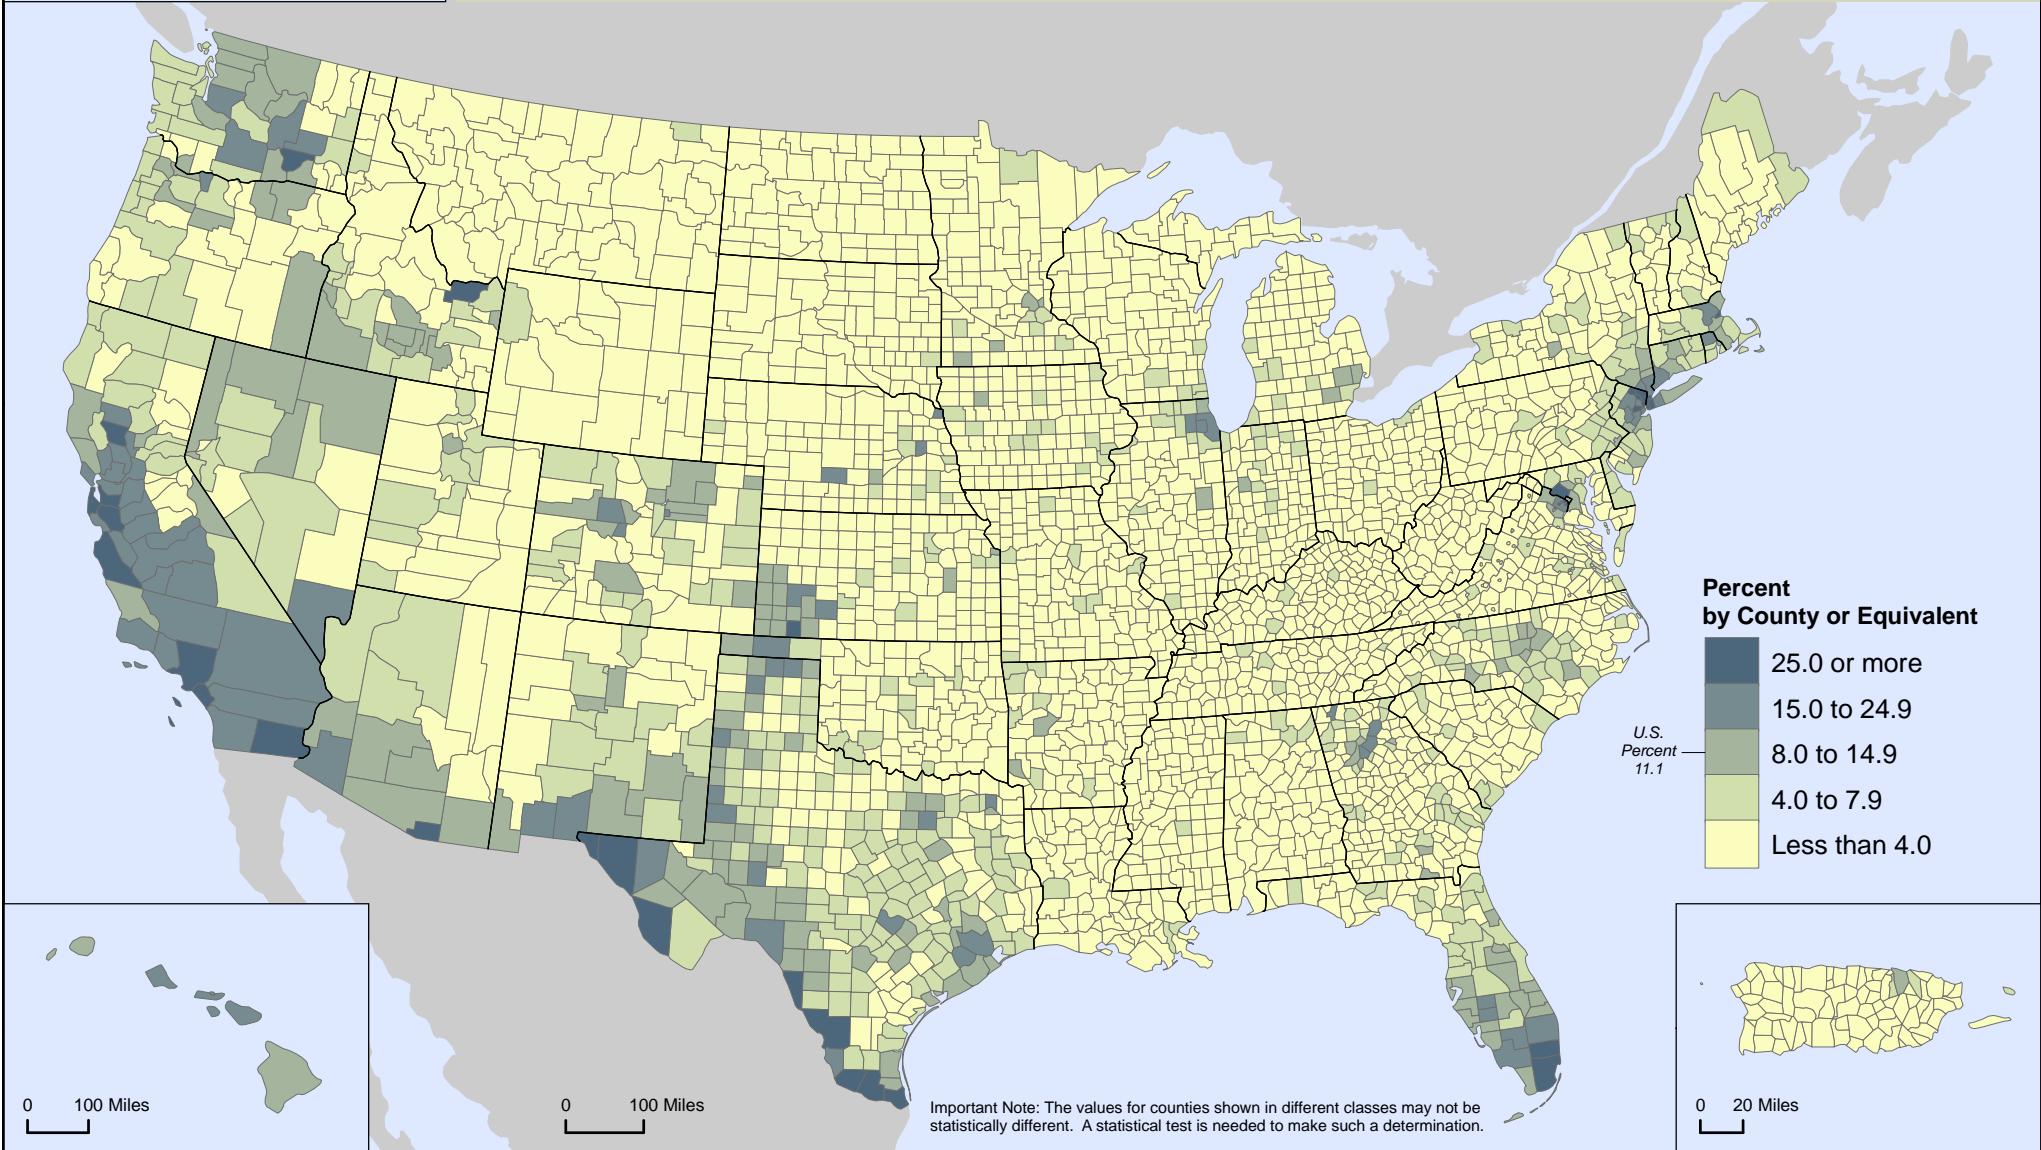 Percent
by County or Equivalent
25.0 or more
15.0 to 24.9
8.0 to 14.9
4.0 to 7.9
Less than 4.0
U.S.
Percent
11.1
0 100 Miles
0 100 Miles
Important Note: The values for counties shown in different classes may not be
statistically different. A statistical test is needed to make such a determination.
0 20 Miles